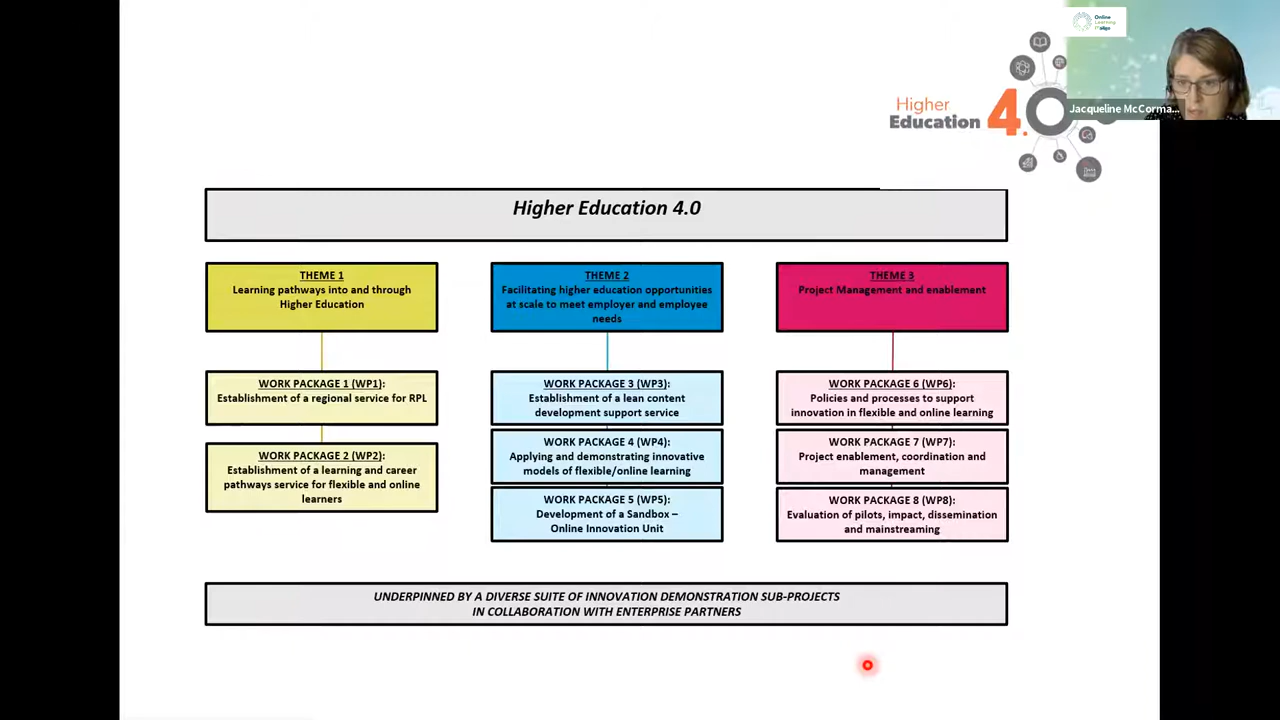 Online
Learning
Higher
Education
4.0
Jacqueline McCorma...
Higher Education 4.0
THEME 1
Learning pathways into and through
Higher Education
THEME 2
Facilitating higher education opportunities
at scale to meet employer and employee
needs
THEME 3
Project Management and enablement
WORK PACKAGE 1 (WP1):
Establishment of a regional service for RPL
WORK PACKAGE 2 (WP2):
Establishment of a learning and career
pathways service for flexible and online
learners
WORK PACKAGE 3 (WP3):
Establishment of a lean content
development support service
WORK PACKAGE 4 (WP4):
Applying and demonstrating innovative
models of flexible/online learning
WORK PACKAGE 5 (WP5):
Development of a Sandbox –
Online Innovation Unit
WORK PACKAGE 6 (WP6):
Policies and processes to support
innovation in flexible and online learning
WORK PACKAGE 7 (WP7):
Project enablement, coordination and
management
WORK PACKAGE 8 (WP8):
Evaluation of pilots, impact, dissemination
and mainstreaming
UNDERPINNED BY A DIVERSE SUITE OF INNOVATION DEMONSTRATION SUB-PROJECTS
IN COLLABORATION WITH ENTERPRISE PARTNERS